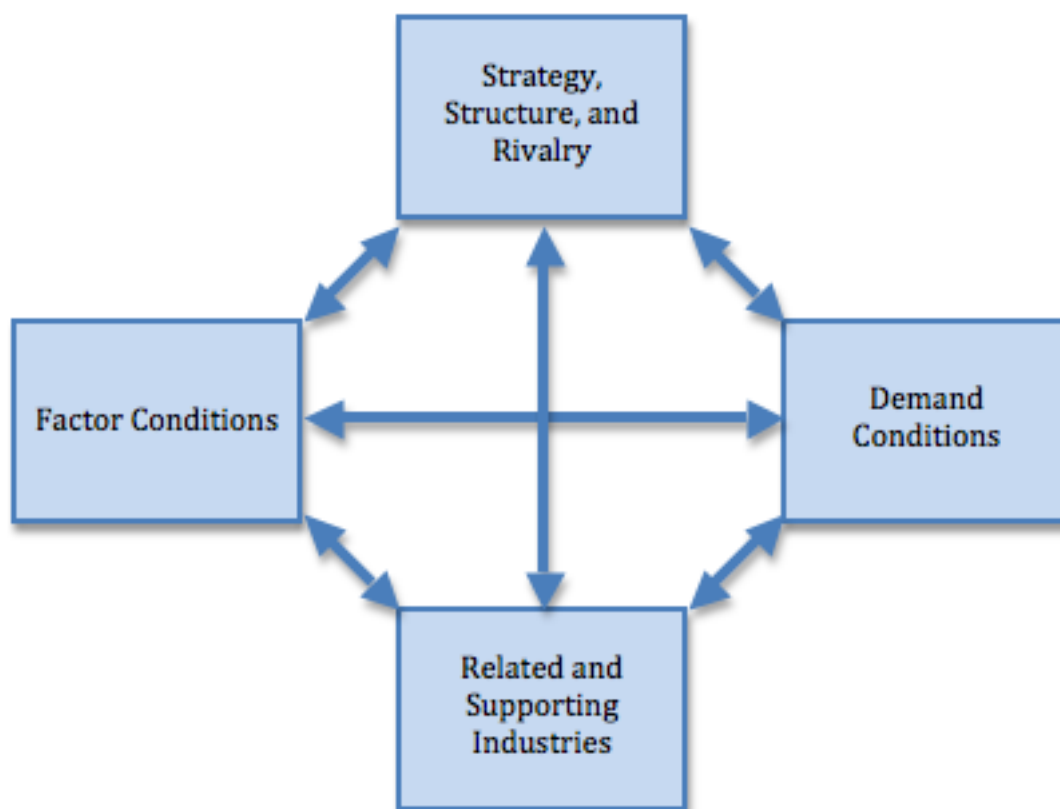 Strategy,
Structure, and
Rivalry
Factor Conditions
Demand
Conditions
Related and
Supporting
Industries